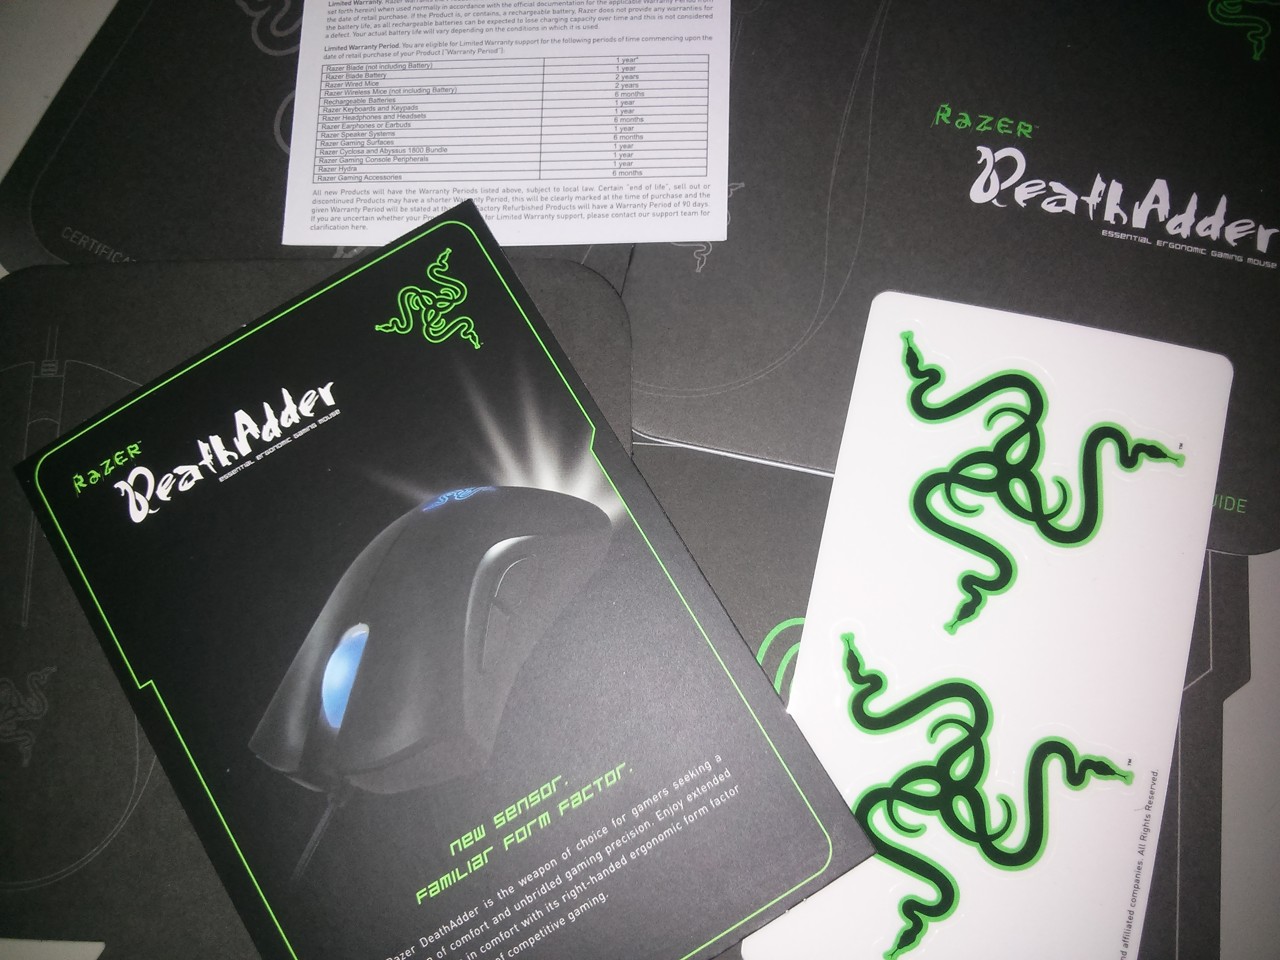 Limited Warranty.
set forth herein) when used normally in accordance with the official documentation for the applicable Warranty Period from
the date of retail purchase. If the Product is, or contains, a rechargeable battery, Razer does not provide any warranties for
the battery life, as all rechargeable batteries can be expected to lose charging capacity over time and this is not considered
a defect. Your actual battery life will vary depending on the conditions in which it is used.
Limited Warranty Period. You are eligible for Limited Warranty support for the following periods of time commencing upon the
date of retail purchase of your Product ("Warranty Period"):
Razer Blade (not including Battery) 1 year*
Razer Blade Battery 1 year
Razer Wired Mice 2 years
Razer Wireless Mice (not including Battery) 2 years
Rechargeable Batteries 6 months
Razer Keyboards and Keypads 1 year
Razer Headphones and Headsets 1 year
Razer Earphones or Earbuds 6 months
Razer Speaker Systems 1 year
Razer Gaming Surfaces 6 months
Razer Cyclosa and Abyssus 1800 Bundle 1 year
Razer Gaming Console Peripherals 1 year
Razer Hydra 1 year
Razer Gaming Accessories 6 months
All new Products will have the Warranty Periods listed above, subject to local law. Certain "end of life", sell out or
discontinued Products may have a shorter Warranty Period, this will be clearly marked at the time of purchase and the
given Warranty Period will be stated at the Factory Refurbished Products will have a Warranty Period of 90 days.
If you are uncertain whether your Pro for Limited Warranty support, please contact our support team for
clarification here.
CERTIFICA
RAZER
DeathAdder
ESSENTIAL ERGONOMIC GAMING MOUSE
UIDE
RAZER™
DeathAdder
ESSENTIAL ERGONOMIC GAMING MOUSE
new sensor.
Familiar form factor.
Razer DeathAdder is the weapon of choice for gamers seeking a
n of comfort and unbridled gaming precision. Enjoy extended
in comfort with its right-handed ergonomic form factor
of competitive gaming.
™
™
nd affiliated companies. All Rights Reserved.